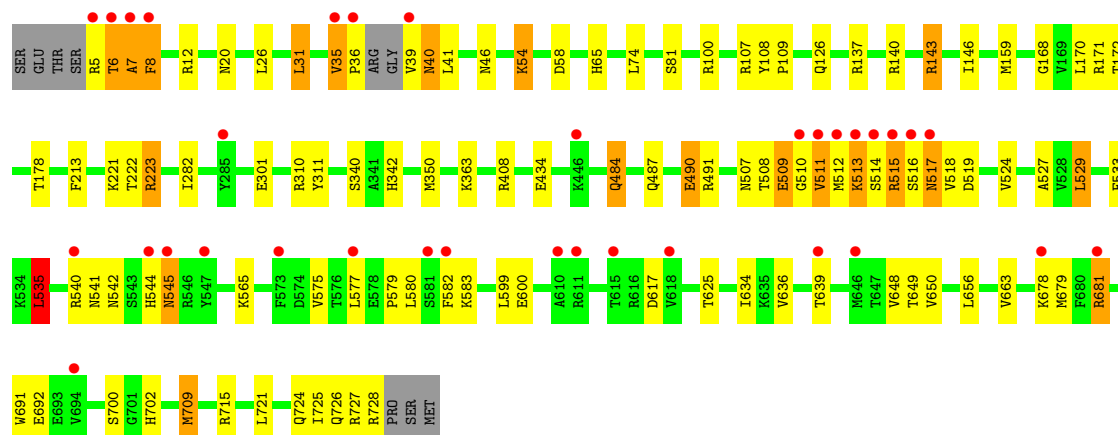 SER GLU THR SER R5 T6 A7 F8 R12 N20 L26 L31 V35 P36 ARG GLY V39 N40 L41 N46 K54 D58 H65 L74 S81 R100 R107 Y108 P109 Q126 R137 R140 R143 I146 M159 G168 V169 L170 R171 T172
T178 F213 K221 T222 R223 I282 Y285 E301 R310 Y311 S340 A341 H342 M350 K363 R408 E434 K446 Q484 Q487 E490 R491 N507 T508 E509 G510 V511 M512 K513 S514 R515 S516 N517 V518 D519 V524 A527 V528 L529 E533
K534 L535 R540 N541 N542 S543 H544 N545 R546 Y547 K565 F573 D574 V575 T576 L577 E578 P579 L580 S581 F582 K583 L599 E600 A610 R611 T615 R616 D617 V618 T625 I634 K635 V636 T639 M646 T647 V648 T649 V650 L656 V663 K678 M679 F680 R681
W691 E692 E693 V694 S700 G701 H702 M709 R715 L721 Q724 I725 Q726 R727 R728 PRO SER MET